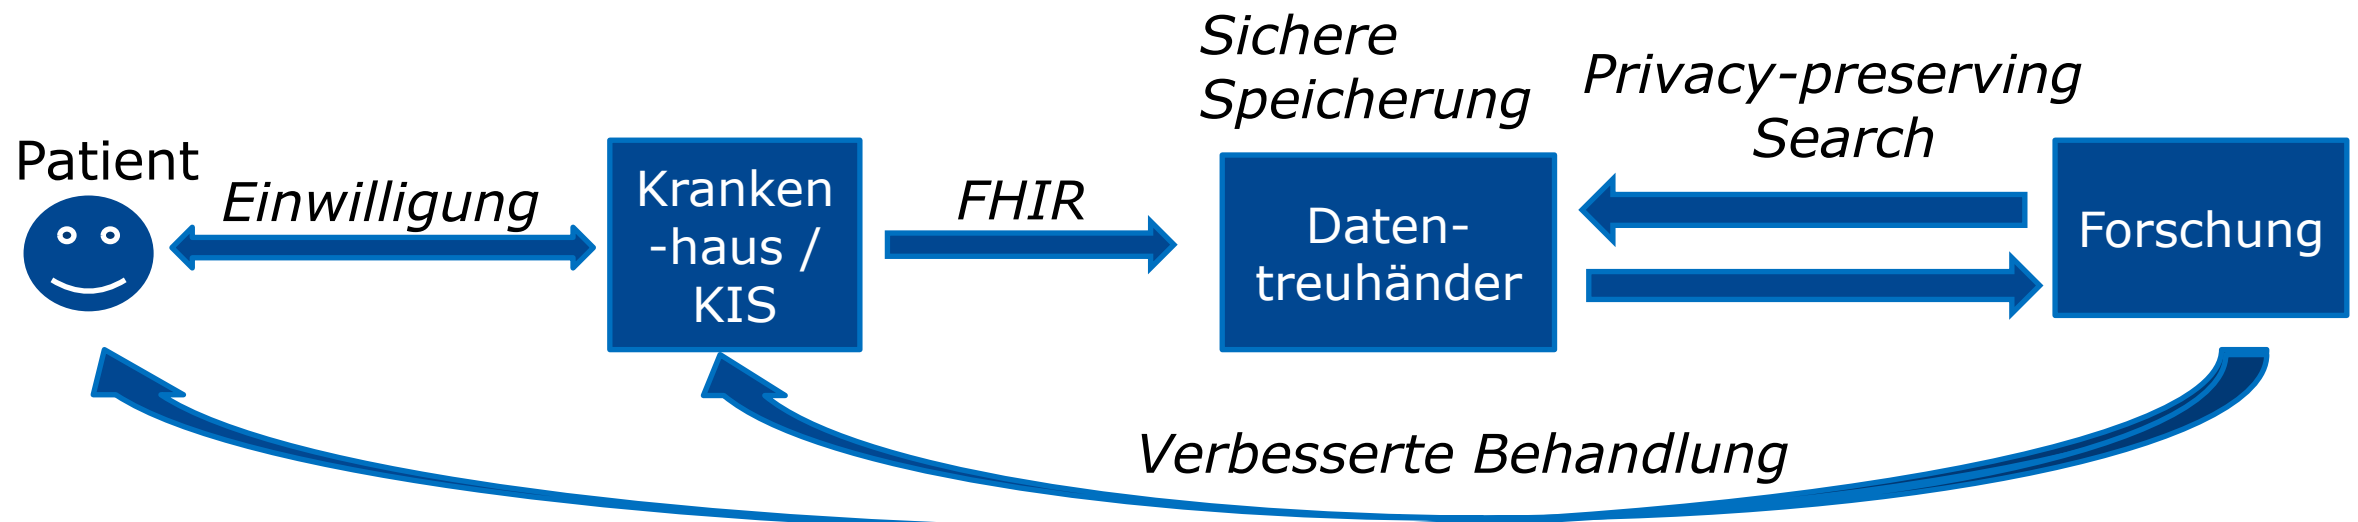 Patient
Einwilligung
Kranken
-haus /
KIS
FHIR
Sichere
Speicherung
Daten-
treuhänder
Privacy-preserving
Search
Forschung
Verbesserte Behandlung